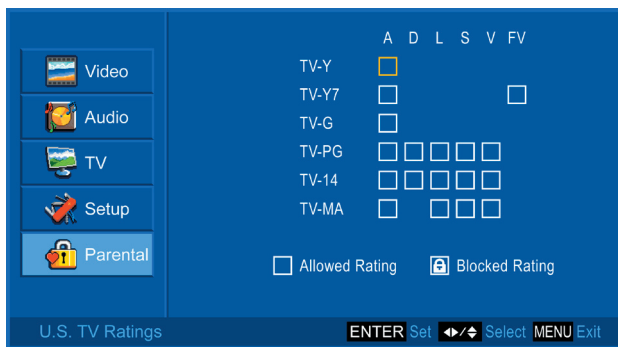 A D L S V FV
Video
Audio
TV
Setup
Parental
TV-Y
TV-Y7
TV-G
TV-PG
TV-14
TV-MA
Allowed Rating
Blocked Rating
U.S. TV Ratings
ENTER Set
Select
MENU Exit